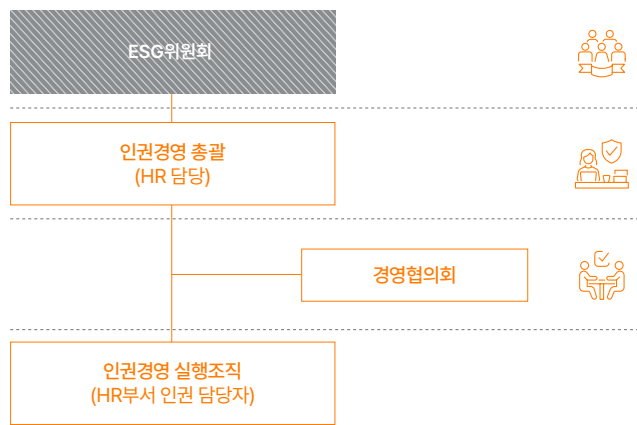 ESG위원회
인권경영 총괄
(HR 담당)
경영협의회
인권경영 실행조직
(HR부서 인권 담당자)